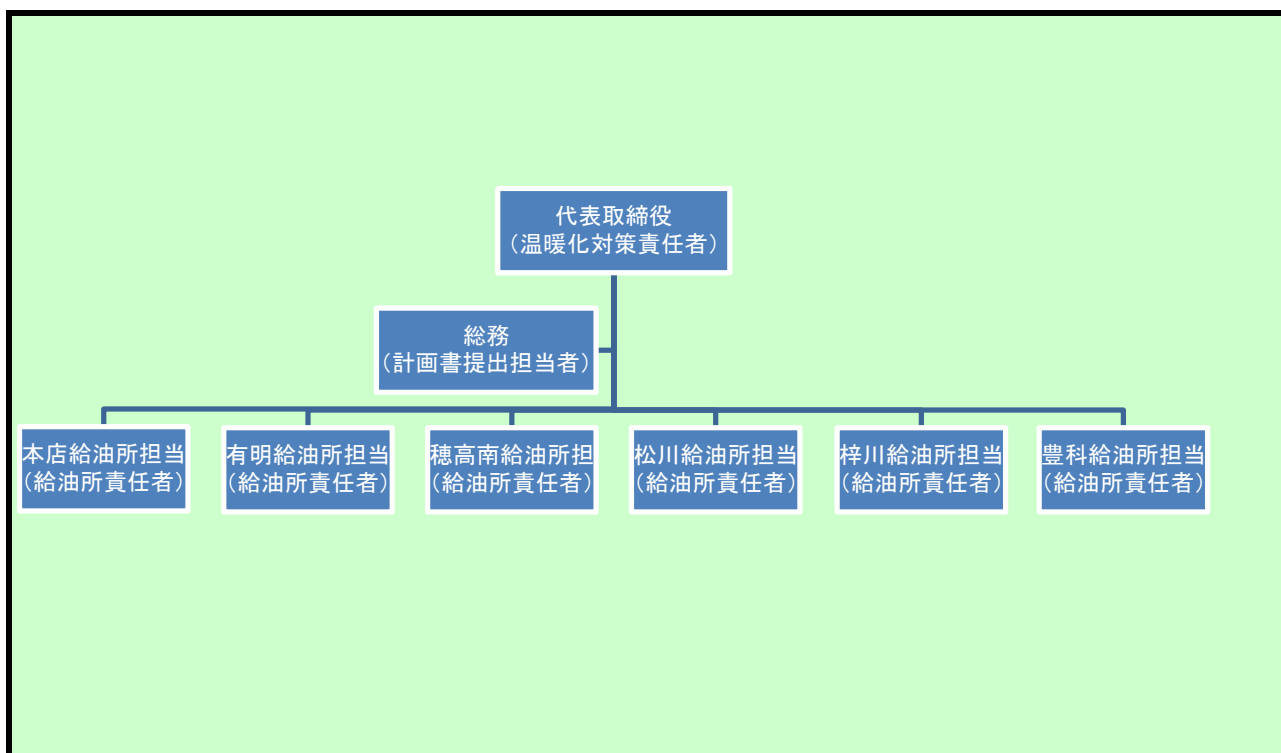 代表取締役
（温暖化対策責任者）
総務
（計画書提出担当者）
本店給油所担当
（給油所責任者）
有明給油所担当
（給油所責任者）
穂高南給油所担
（給油所責任者）
松川給油所担当
（給油所責任者）
梓川給油所担当
（給油所責任者）
豊科給油所担当
（給油所責任者）